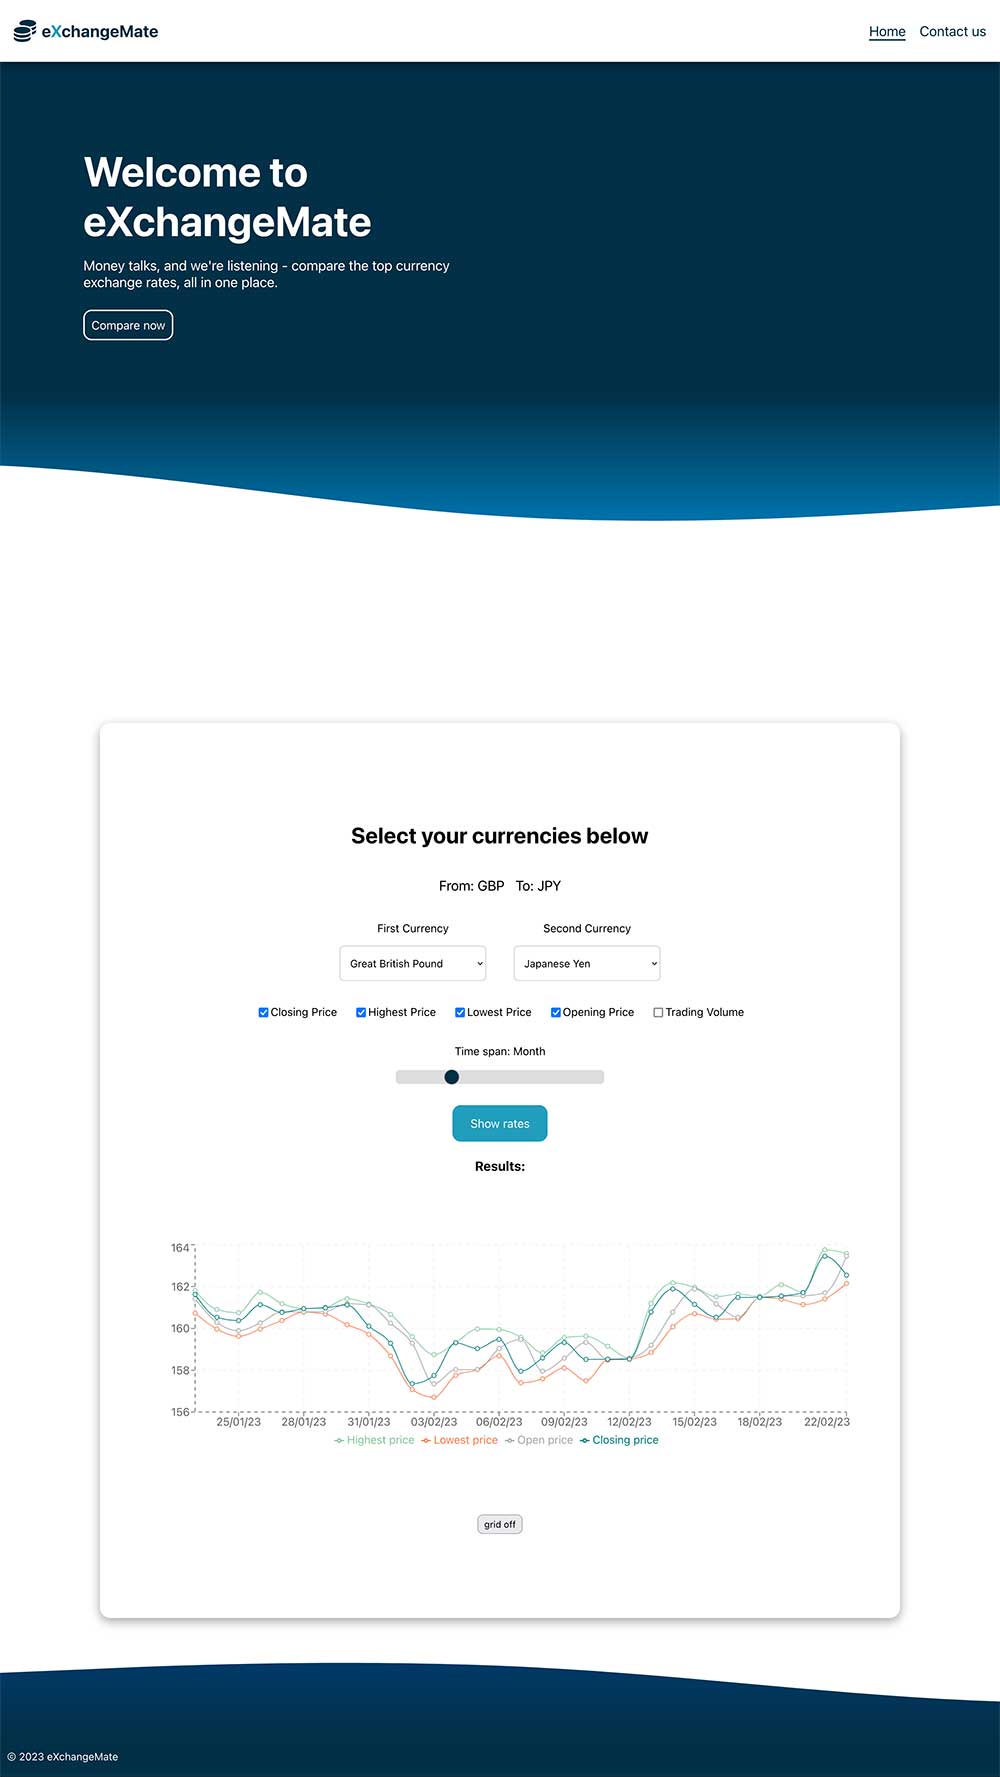 eXchangeMate
Home Contact us
Welcome to
eXchangeMate
Money talks, and we're listening - compare the top currency
exchange rates, all in one place.
Compare now
Select your currencies below
From: GBP To: JPY
First Currency Second Currency
Great British Pound Japanese Yen
Closing Price Highest Price Lowest Price Opening Price Trading Volume
Time span: Month
Show rates
Results:
164
162
160
158
156
25/01/23 28/01/23 31/01/23 03/02/23 06/02/23 09/02/23 12/02/23 15/02/23 18/02/23 22/02/23
Highest price Lowest price Open price Closing price
grid off
© 2023 eXchangeMate